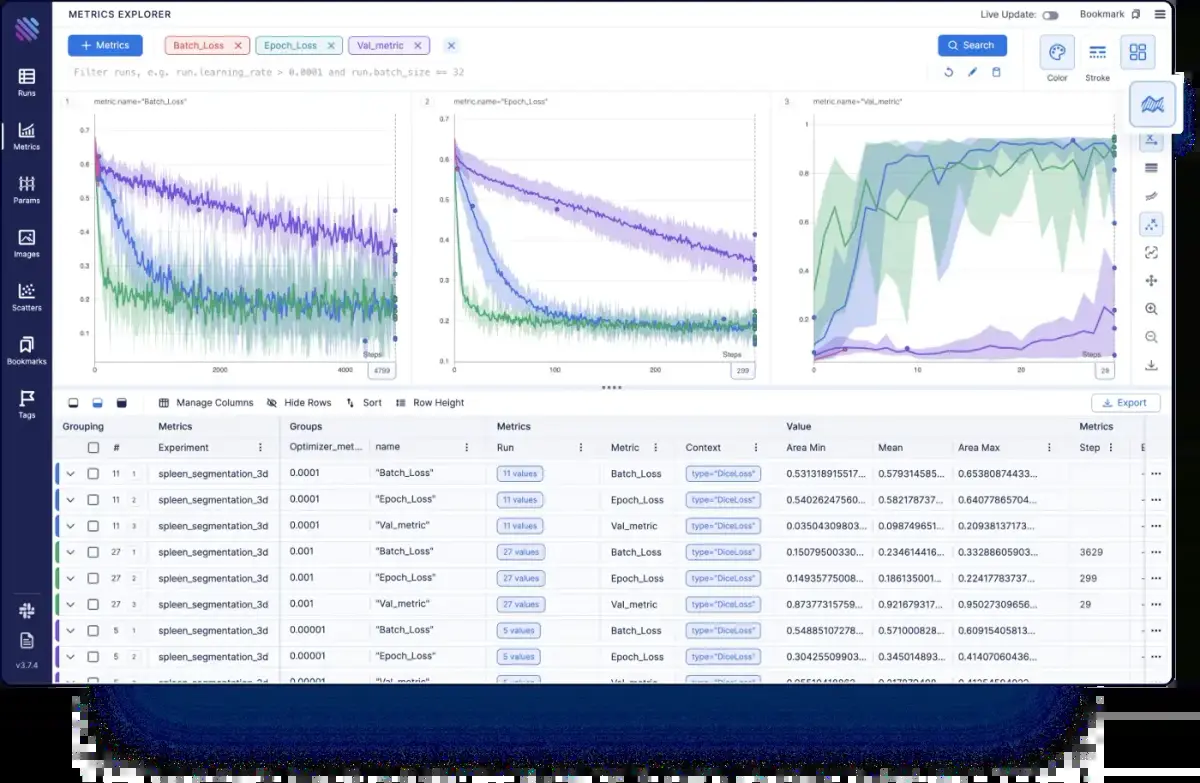 METRICS EXPLORER
Live Update:
Bookmark
+ Metrics
Batch_Loss ×
Epoch_Loss ×
Val_metric ×
×
Search
Filter runs, e.g. run.learning_rate > 0.0001 and run.batch_size == 32
Color
Stroke
Runs
Metrics
Params
Images
Scatters
Bookmarks
Tags
v3.7.4
1 metric.name="Batch_Loss"
0.7
0.6
0.5
0.4
0.3
0.2
0.1
0 2000 4000 4799
Steps
2 metric.name="Epoch_Loss"
0.7
0.6
0.5
0.4
0.3
0.2
0.1
0 100 200 299
Steps
3 metric.name="Val_metric"
1
0.8
0.6
0.4
0.2
0 10 20 29
Steps
Manage Columns Hide Rows Sort Row Height Export
Grouping Metrics Groups Metrics Value Metrics
# Experiment Optimizer_met... name Run Metric Context Area Min Mean Area Max Step
11 1 spleen_segmentation_3d 0.0001 "Batch_Loss" 11 values Batch_Loss type="DiceLoss" 0.531318915517... 0.579314585... 0.65380874433... - ...
11 2 spleen_segmentation_3d 0.0001 "Epoch_Loss" 11 values Epoch_Loss type="DiceLoss" 0.54026247560... 0.582178737... 0.64077865704... - ...
11 3 spleen_segmentation_3d 0.0001 "Val_metric" 11 values Val_metric type="DiceLoss" 0.03504309803... 0.098749651... 0.20938137173... - ...
27 1 spleen_segmentation_3d 0.001 "Batch_Loss" 27 values Batch_Loss type="DiceLoss" 0.15079500330... 0.234614416... 0.33288605903... 3629 - ...
27 2 spleen_segmentation_3d 0.001 "Epoch_Loss" 27 values Epoch_Loss type="DiceLoss" 0.14935775008... 0.186135001... 0.22417783737... 299 - ...
27 3 spleen_segmentation_3d 0.001 "Val_metric" 27 values Val_metric type="DiceLoss" 0.87377315759... 0.921679317... 0.95027309656... 29 - ...
5 1 spleen_segmentation_3d 0.00001 "Batch_Loss" 5 values Batch_Loss type="DiceLoss" 0.54885107278... 0.571000828... 0.60915405813... - ...
5 2 spleen_segmentation_3d 0.00001 "Epoch_Loss" 5 values Epoch_Loss type="DiceLoss" 0.30425509903... 0.345014893... 0.41407060436... - ...